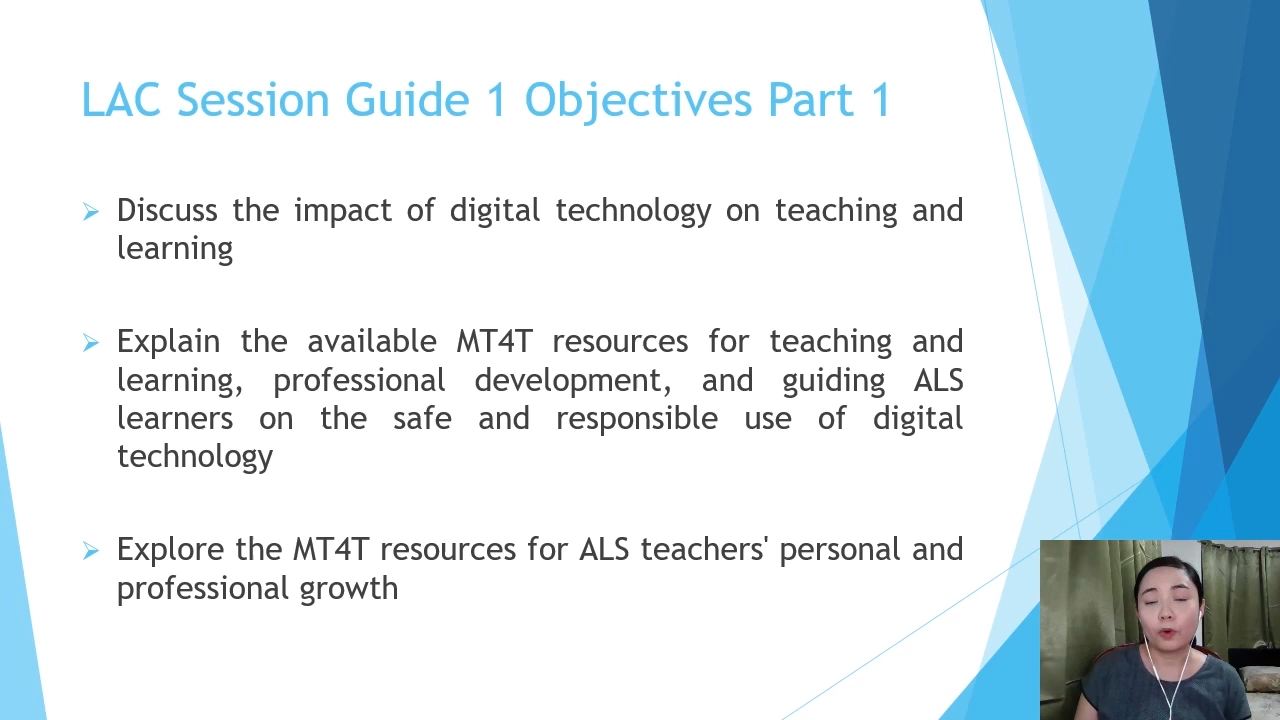 LAC Session Guide 1 Objectives Part 1
Discuss the impact of digital technology on teaching and
learning
Explain the available MT4T resources for teaching and
learning, professional development, and guiding ALS
learners on the safe and responsible use of digital
technology
Explore the MT4T resources for ALS teachers' personal and
professional growth